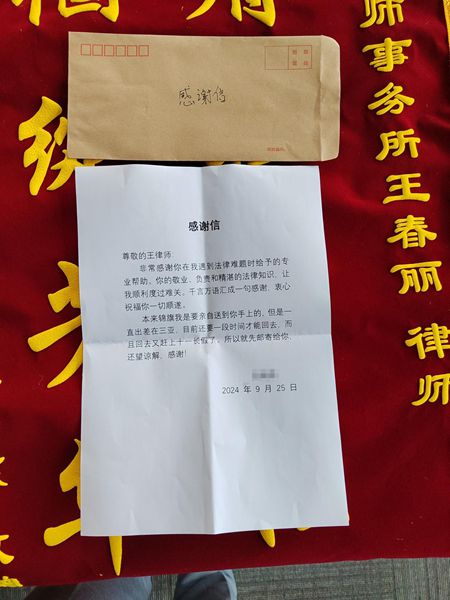 师事务所王春丽 律师
感谢信
感谢信
尊敬的王律师:
非常感谢你在我遇到法律难题时给予的专
业帮助, 你的敬业、负责和精湛的法律知识, 让
我顺利度过难关。千言万语汇成一句感谢, 衷心
祝福你一切顺遂。
本来锦旗我是要亲自送到你手上的, 但是一
直出差在三亚, 目前还要一段时间才能回去, 而
且回去又赶上十一长假了。所以就先邮寄给你,
还望谅解, 感谢!
2024 年 9 月 25 日